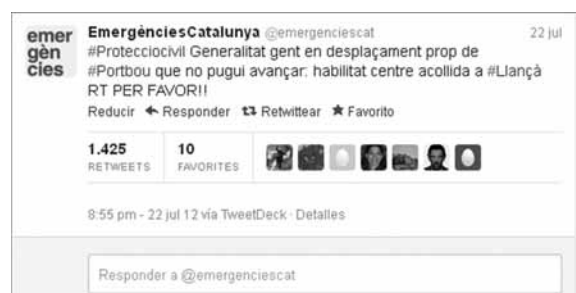 emer
gèn
cies
EmergènciesCatalunya @emergenciescat 22 jul
#Protecciocivil Generalitat gent en desplaçament prop de
#Portbou que no pugui avançar: habilitat centre acollida a #Llançà
RT PER FAVOR!!
Reducir Responder Retwittear Favorito
1.425 10
RETWEETS FAVORITES
8:55 pm - 22 jul 12 vía TweetDeck · Detalles
Responder a @emergenciescat